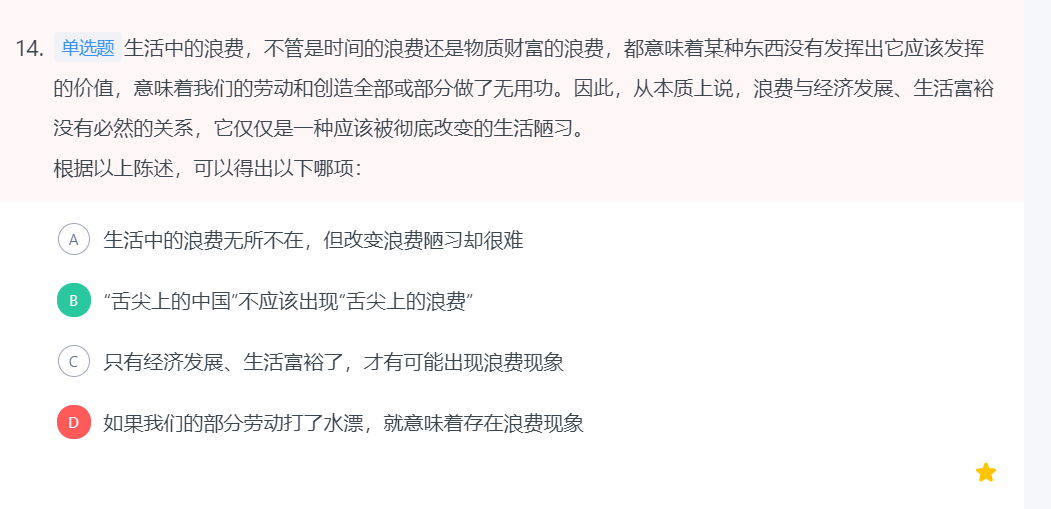 14. 单选题 生活中的浪费，不管是时间的浪费还是物质财富的浪费，都意味着某种东西没有发挥出它应该发挥
的价值，意味着我们的劳动和创造全部或部分做了无用功。因此，从本质上说，浪费与经济发展、生活富裕
没有必然的关系，它仅仅是一种应该被彻底改变的生活陋习。
根据以上陈述，可以得出以下哪项：
A 生活中的浪费无所不在，但改变浪费陋习却很难
B “舌尖上的中国”不应该出现“舌尖上的浪费”
C 只有经济发展、生活富裕了，才有可能出现浪费现象
D 如果我们的部分劳动打了水漂，就意味着存在浪费现象